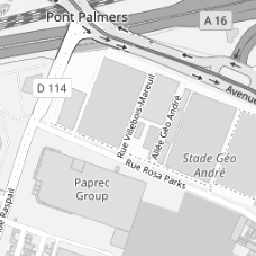 Pont Palmers
A 16
D 114
Avenue
Rue Villebois-Mareuil
Allée Géo André
Stade Géo
André
Rue Rosa Parks
Paprec
Group
Raspail